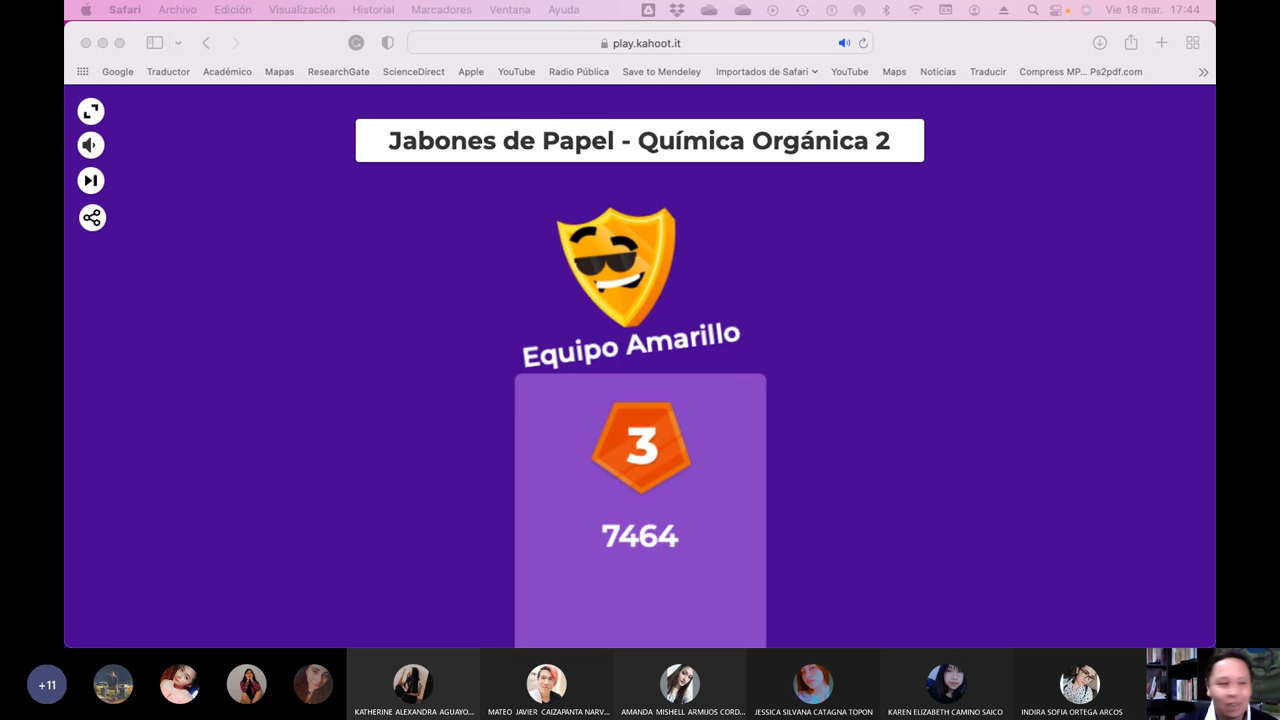 Safari Archivo Edición Visualización Historial Marcadores Ventana Ayuda Vie 18 mar. 17:44
play.kahoot.it
Google Traductor Académico Mapas ResearchGate ScienceDirect Apple YouTube Radio Pública Save to Mendeley Importados de Safari YouTube Maps Noticias Traducir Compress MP... Ps2pdf.com
Jabones de Papel - Química Orgánica 2
Equipo Amarillo
3
7464
+11
KATHERINE ALEXANDRA AGUAYO... MATEO JAVIER CAIZAPANTA NARV... AMANDA MISHELL ARMIJOS CORD... JESSICA SILVANA CATAGNA TOPON KAREN ELIZABETH CAMINO SAICO INDIRA SOFIA ORTEGA ARCOS